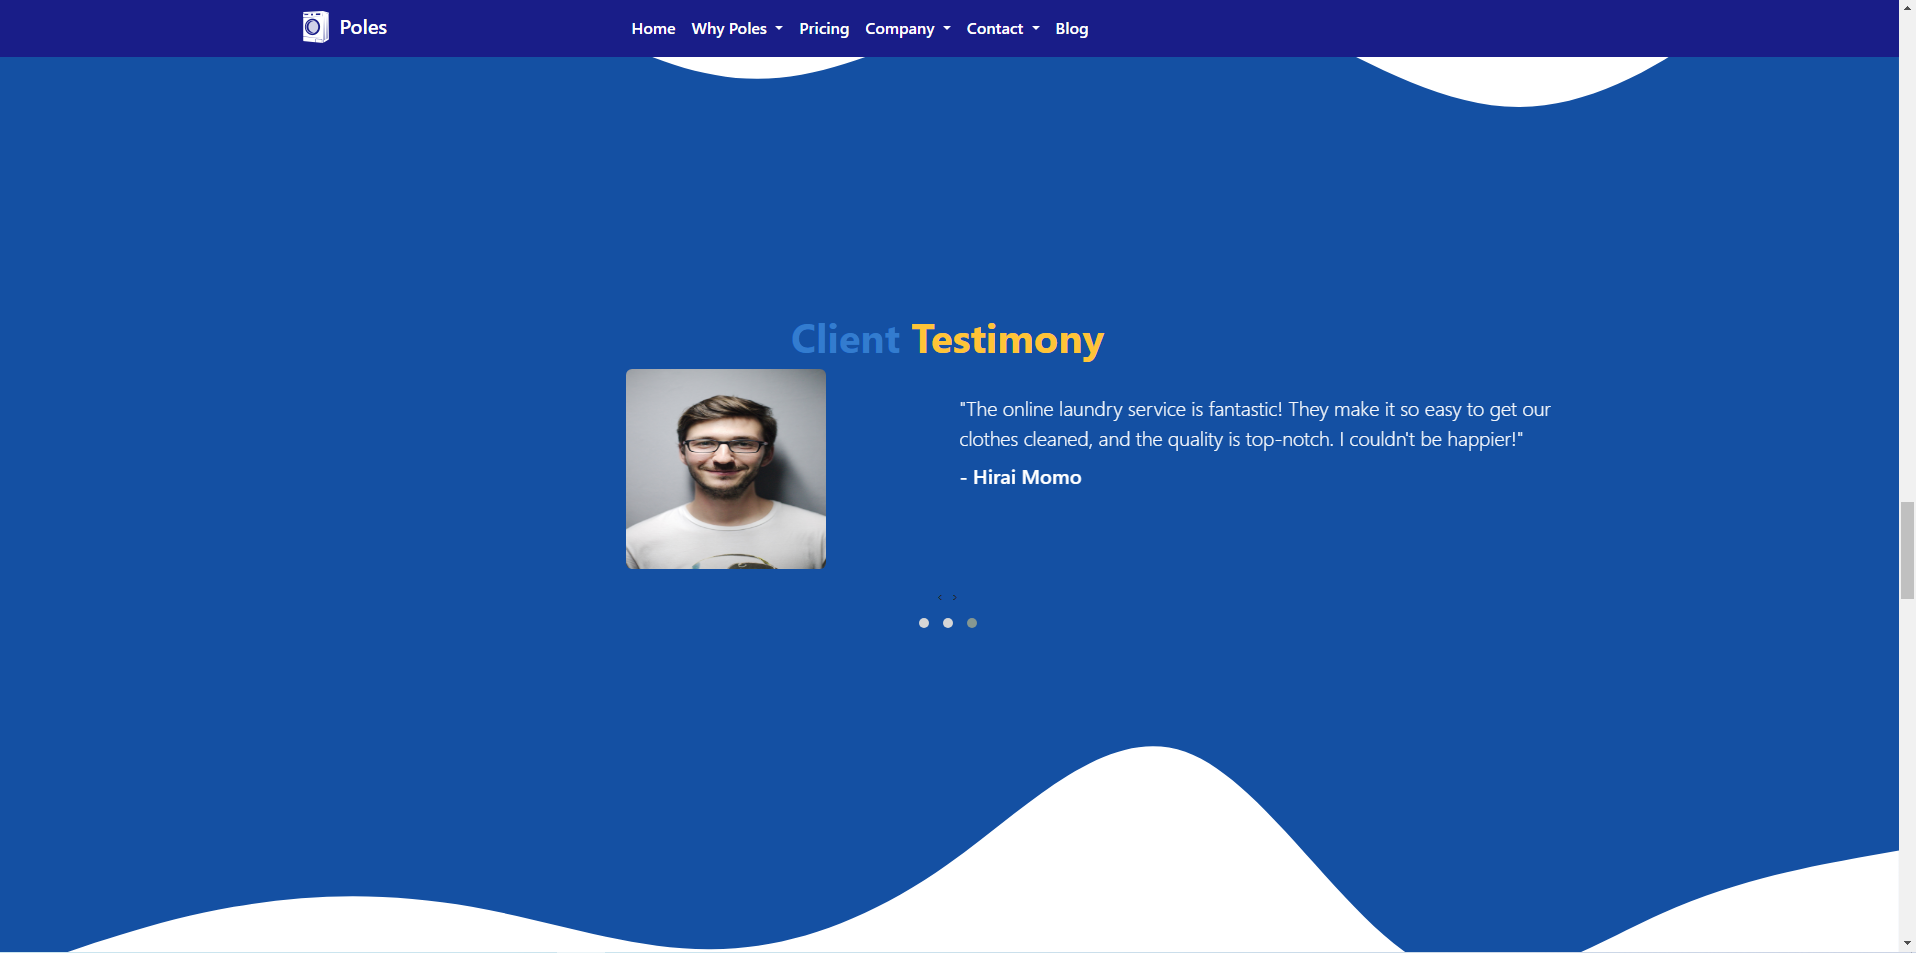 Poles
Home Why Poles Pricing Company Contact Blog
Client Testimony
"The online laundry service is fantastic! They make it so easy to get our
clothes cleaned, and the quality is top-notch. I couldn't be happier!"
- Hirai Momo
‹ ›